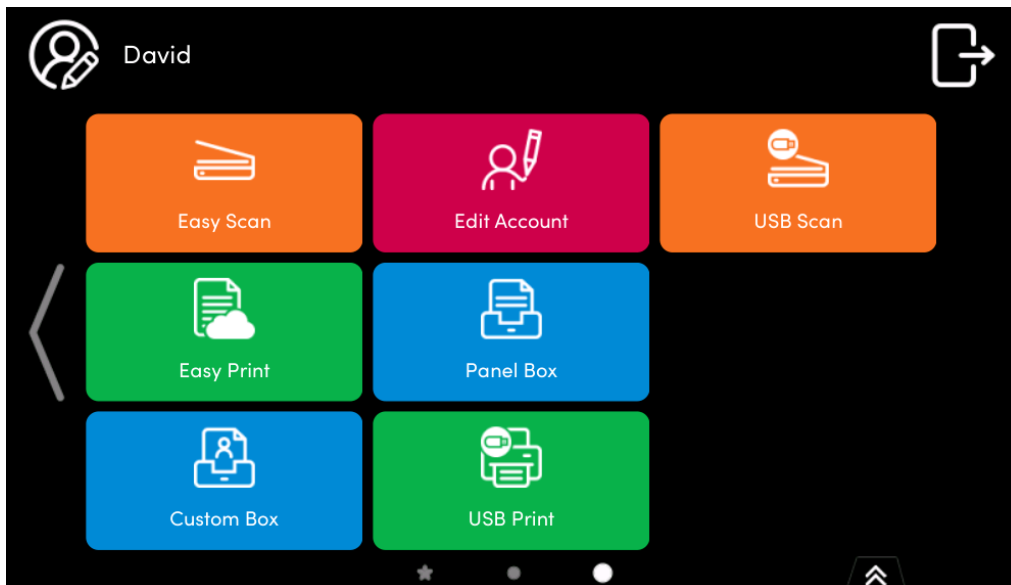 David
Easy Scan
Edit Account
USB Scan
Easy Print
Panel Box
Custom Box
USB Print